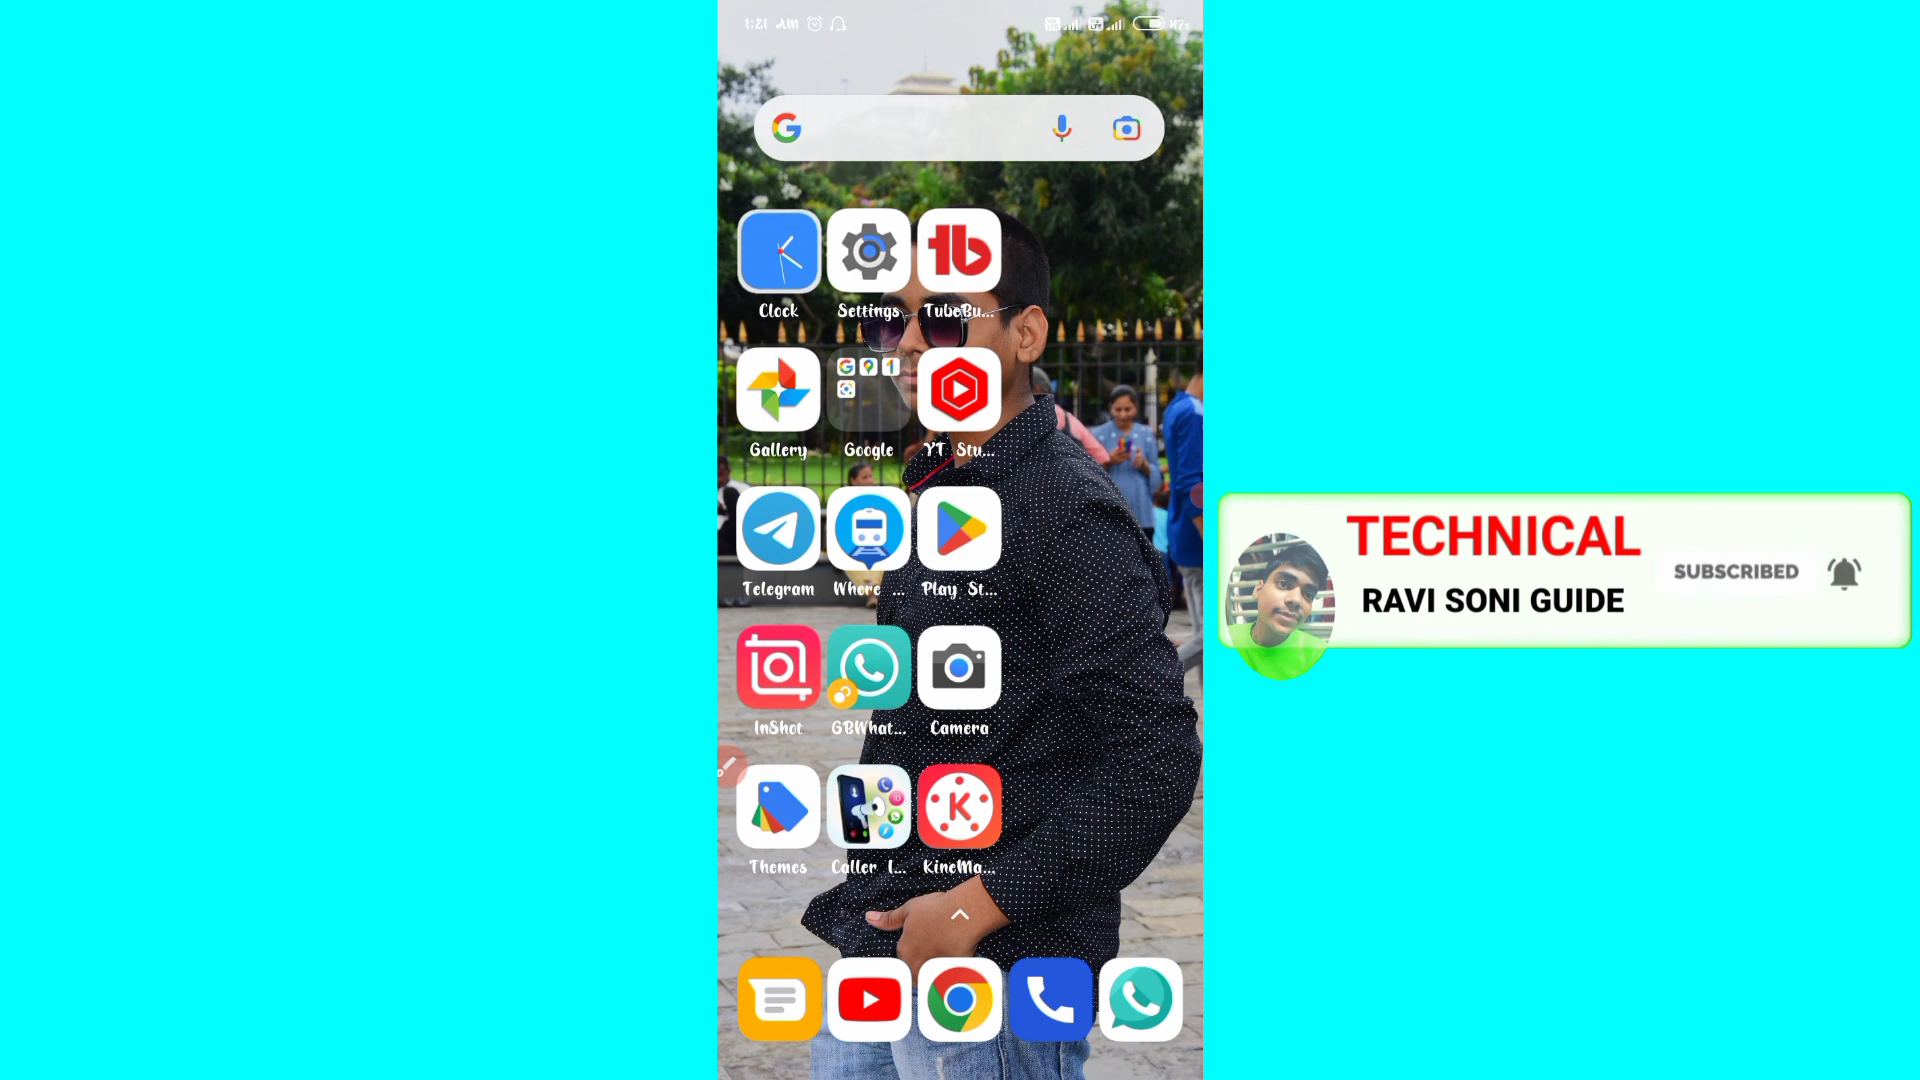 1:21 AM
Clock Settings TubeBu...
Gallery Google YT Stu...
Telegram Where ... Play St...
InShot GBWhat... Camera
Themes Caller I... KineMa...
TECHNICAL
RAVI SONI GUIDE
SUBSCRIBED